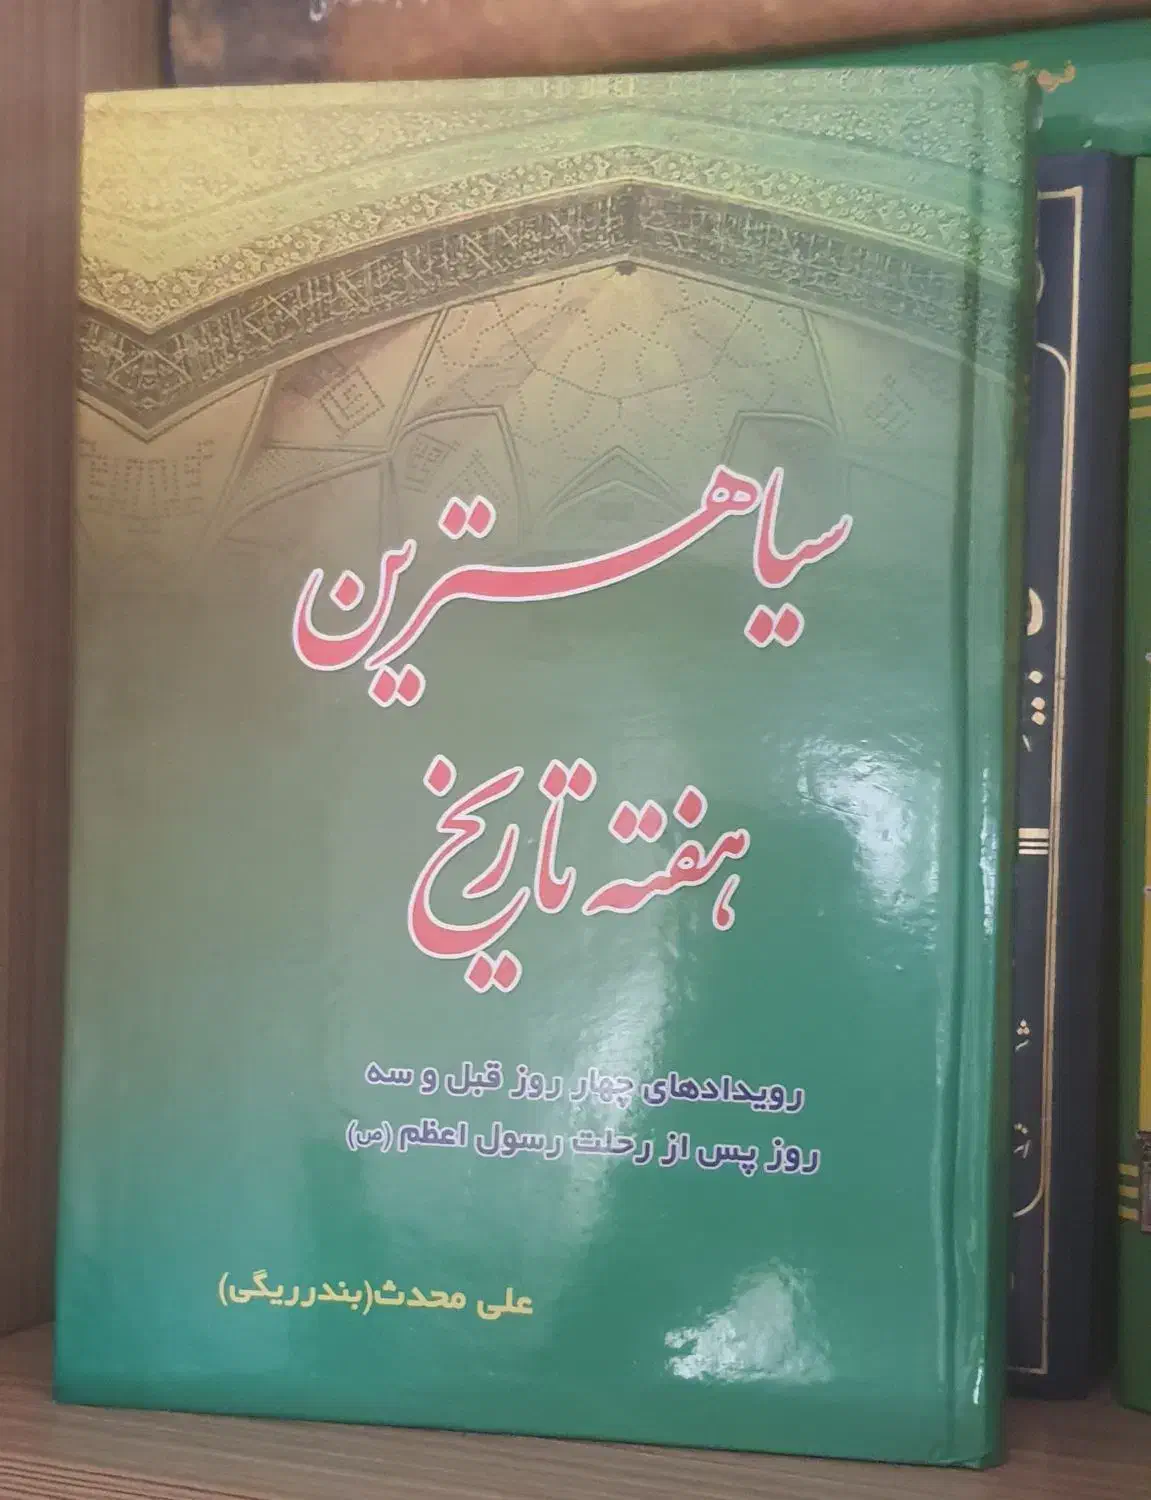 سیاهترین
هفته تاریخ
رویدادهای چهار روز قبل و سه
روز پس از رحلت رسول اعظم (ص)
علی محدث(بندرریگی)